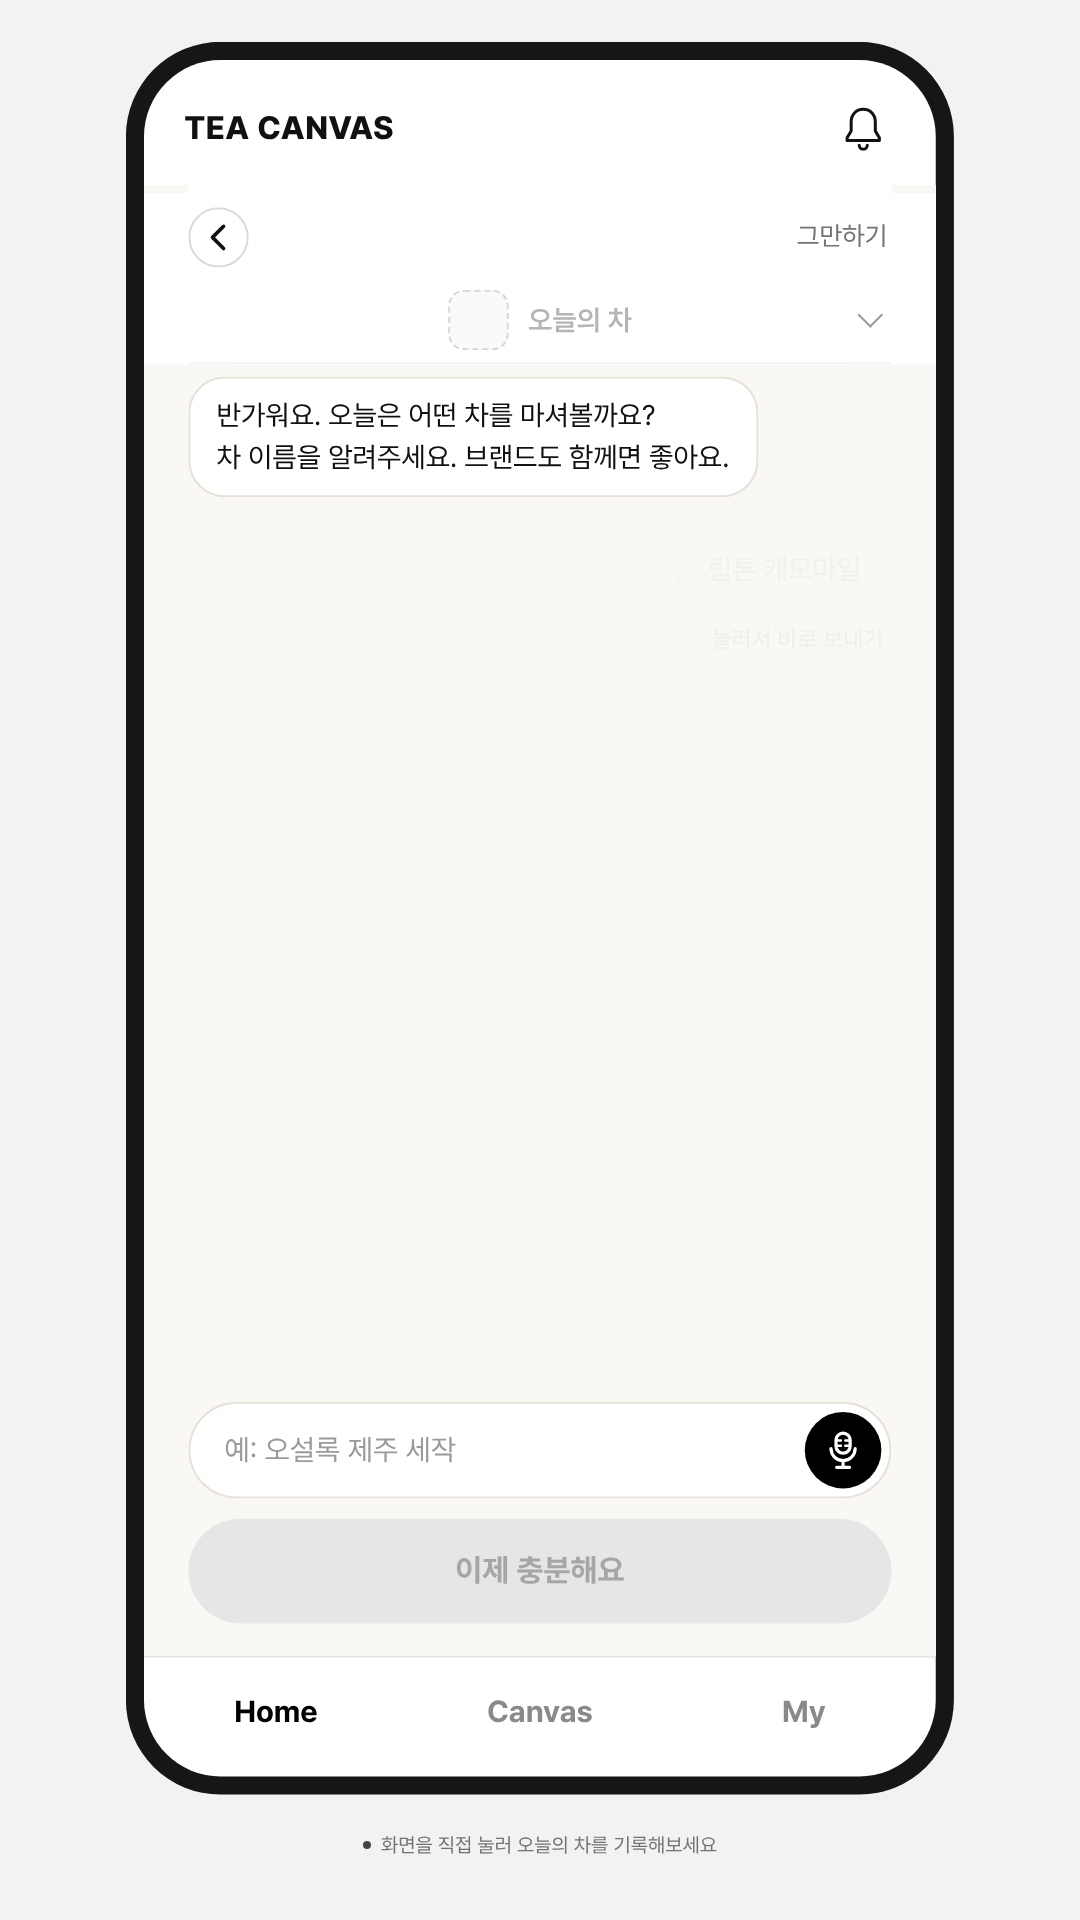 TEA CANVAS
그만하기
오늘의 차
반가워요. 오늘은 어떤 차를 마셔볼까요?
차 이름을 알려주세요. 브랜드도 함께면 좋아요.
립톤 캐모마일
눌러서 바로 보내기
예: 오설록 제주 세작
이제 충분해요
Home
Canvas
My
화면을 직접 눌러 오늘의 차를 기록해보세요